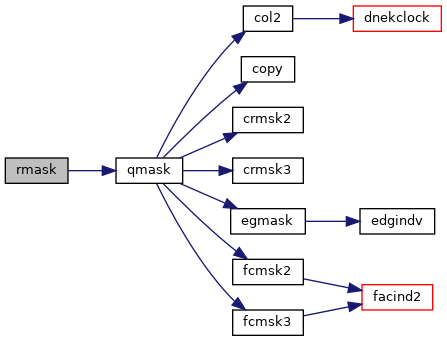 col2
dnekclock
copy
crmsk2
rmask
qmask
crmsk3
egmask
edgindv
fcmsk2
facind2
fcmsk3